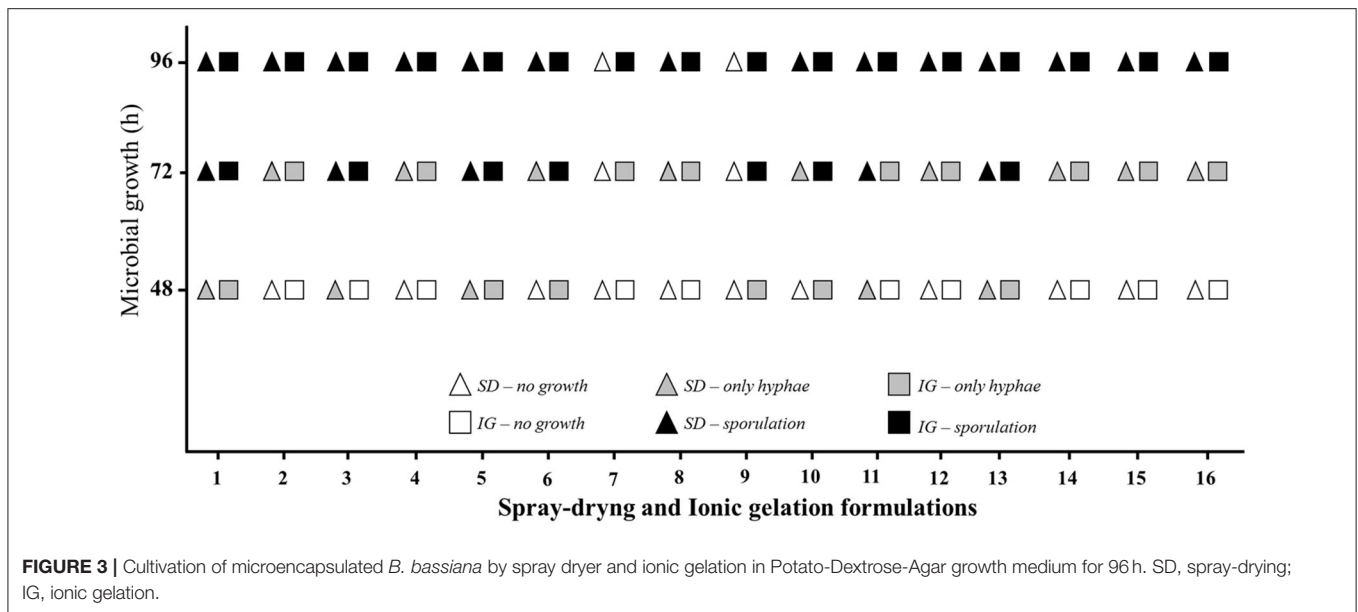 Microbial growth (h)
96
72
48
SD – no growth
SD – only hyphae
IG – only hyphae
IG – no growth
SD – sporulation
IG – sporulation
1 2 3 4 5 6 7 8 9 10 11 12 13 14 15 16
Spray-dryng and Ionic gelation formulations
FIGURE 3 | Cultivation of microencapsulated B. bassiana by spray dryer and ionic gelation in Potato-Dextrose-Agar growth medium for 96 h. SD, spray-drying;
IG, ionic gelation.